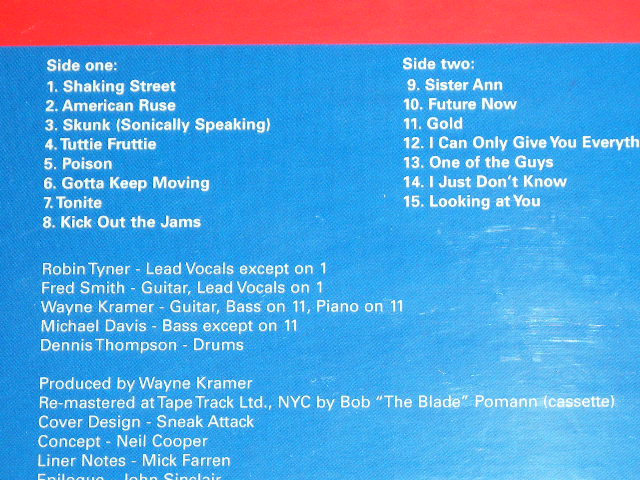 Side one:
1. Shaking Street
2. American Ruse
3. Skunk (Sonically Speaking)
4. Tuttie Fruttie
5. Poison
6. Gotta Keep Moving
7. Tonite
8. Kick Out the Jams
Side two:
9. Sister Ann
10. Future Now
11. Gold
12. I Can Only Give You Everyth
13. One of the Guys
14. I Just Don't Know
15. Looking at You
Robin Tyner - Lead Vocals except on 1
Fred Smith - Guitar, Lead Vocals on 1
Wayne Kramer - Guitar, Bass on 11, Piano on 11
Michael Davis - Bass except on 11
Dennis Thompson - Drums
Produced by Wayne Kramer
Re-mastered at Tape Track Ltd., NYC by Bob "The Blade" Pomann (cassette)
Cover Design - Sneak Attack
Concept - Neil Cooper
Liner Notes - Mick Farren
Epilogue - John Sinclair